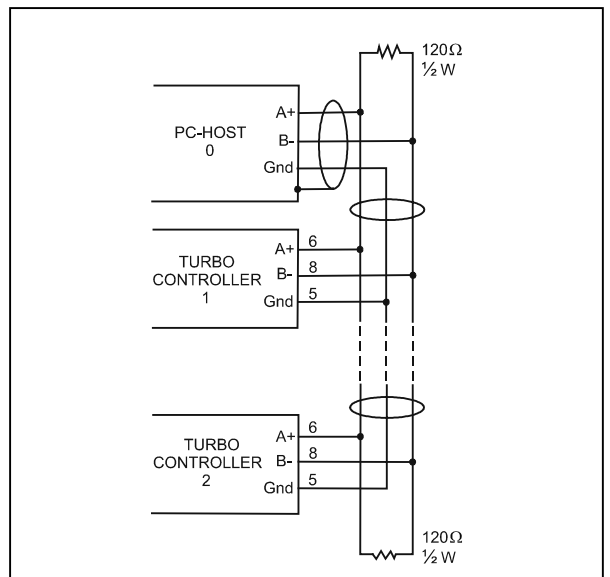 120Ω
½ W
PC-HOST
0
A+
B-
Gnd
TURBO
CONTROLLER
1
A+ 6
B- 8
Gnd 5
TURBO
CONTROLLER
2
A+ 6
B- 8
Gnd 5
120Ω
½ W